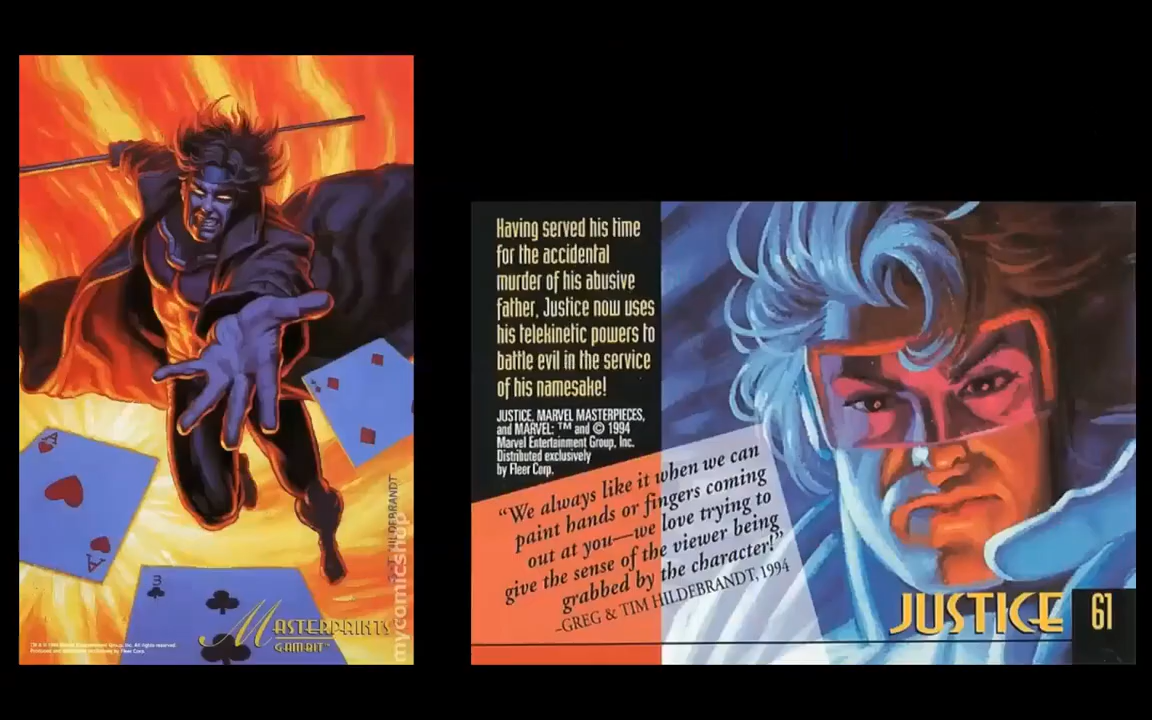 A
A
3
MASTERPRINTS
GAMBIT™
HILDEBRANDT
mycomicshop
Having served his time
for the accidental
murder of his abusive
father, Justice now uses
his telekinetic powers to
battle evil in the service
of his namesake!
JUSTICE, MARVEL MASTERPIECES,
and MARVEL: ™ and © 1994
Marvel Entertainment Group, Inc.
Distributed exclusively
by Fleer Corp.
“We always like it when we can
paint hands or fingers coming
out at you—we love trying to
give the sense of the viewer being
grabbed by the character!”
–GREG & TIM HILDEBRANDT, 1994
JUSTICE 61